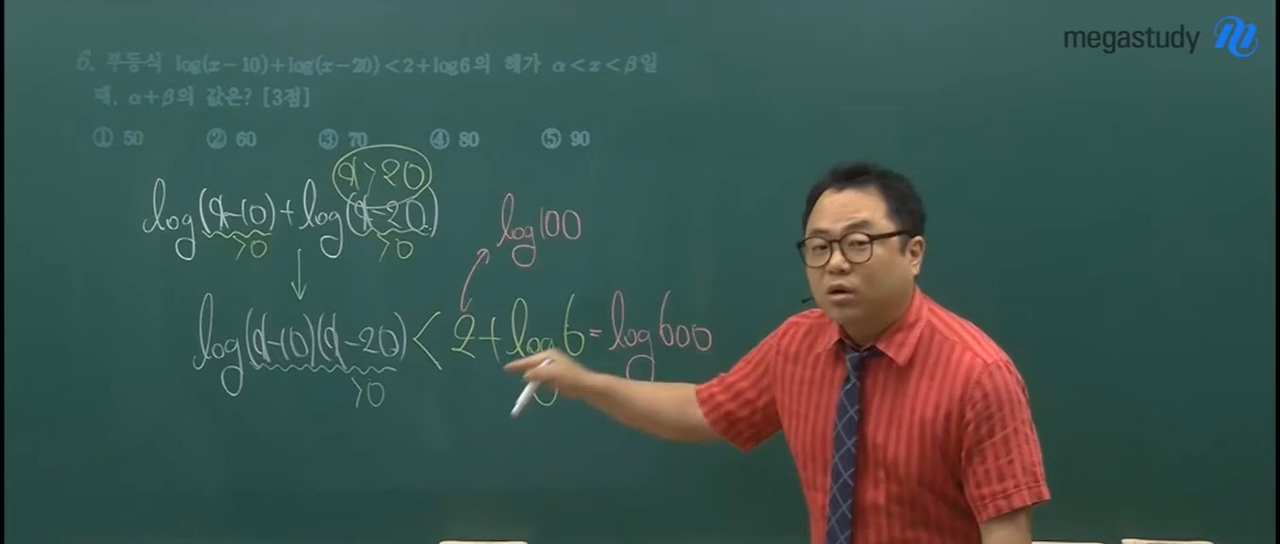 megastudy
6. 부등식 log(x-10)+log(x-20)<2+log6의 해가 α<x<β일
때, α+β의 값은? [3점]
① 50 ② 60 ③ 70 ④ 80 ⑤ 90
x>20
log(x-10)+log(x-20)
>0 >0
log100
log(x-10)(x-20)<2+log6=log600
>0